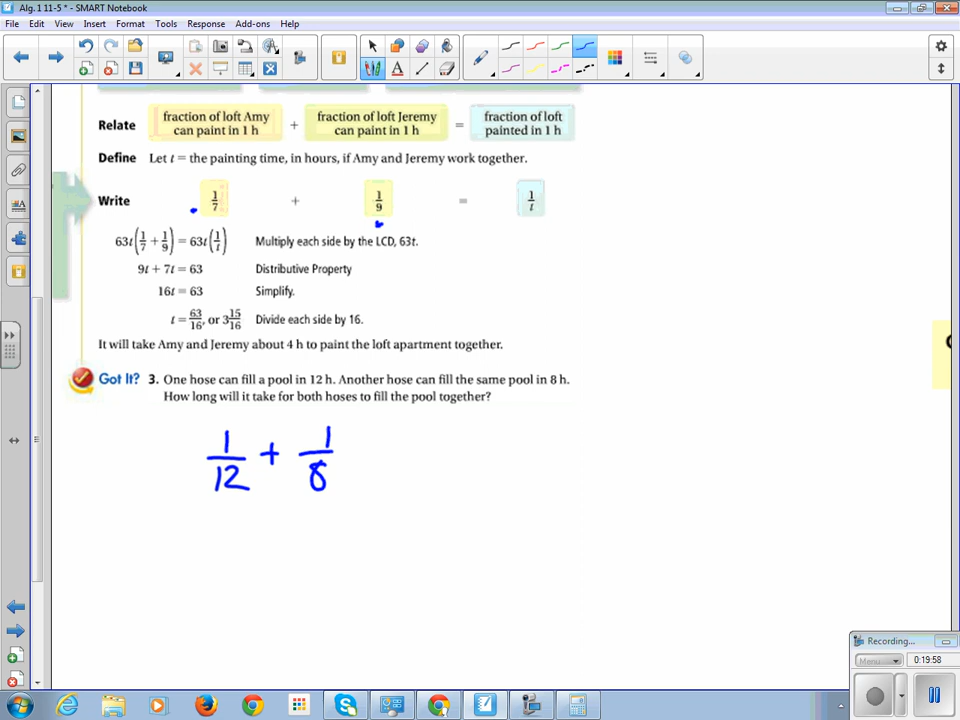 Alg. 1 11-5 * - SMART Notebook
File Edit View Insert Format Tools Response Add-ons Help
Relate fraction of loft Amy can paint in 1 h + fraction of loft Jeremy can paint in 1 h = fraction of loft painted in 1 h
Define Let t = the painting time, in hours, if Amy and Jeremy work together.
Write 1/7 + 1/9 = 1/t
63t(1/7 + 1/9) = 63t(1/t) Multiply each side by the LCD, 63t.
9t + 7t = 63 Distributive Property
16t = 63 Simplify.
t = 63/16, or 3 15/16 Divide each side by 16.
It will take Amy and Jeremy about 4 h to paint the loft apartment together.
Got It? 3. One hose can fill a pool in 12 h. Another hose can fill the same pool in 8 h.
How long will it take for both hoses to fill the pool together?
1/12 + 1/8
Recording...
Menu
0:19:58
9:51 AM